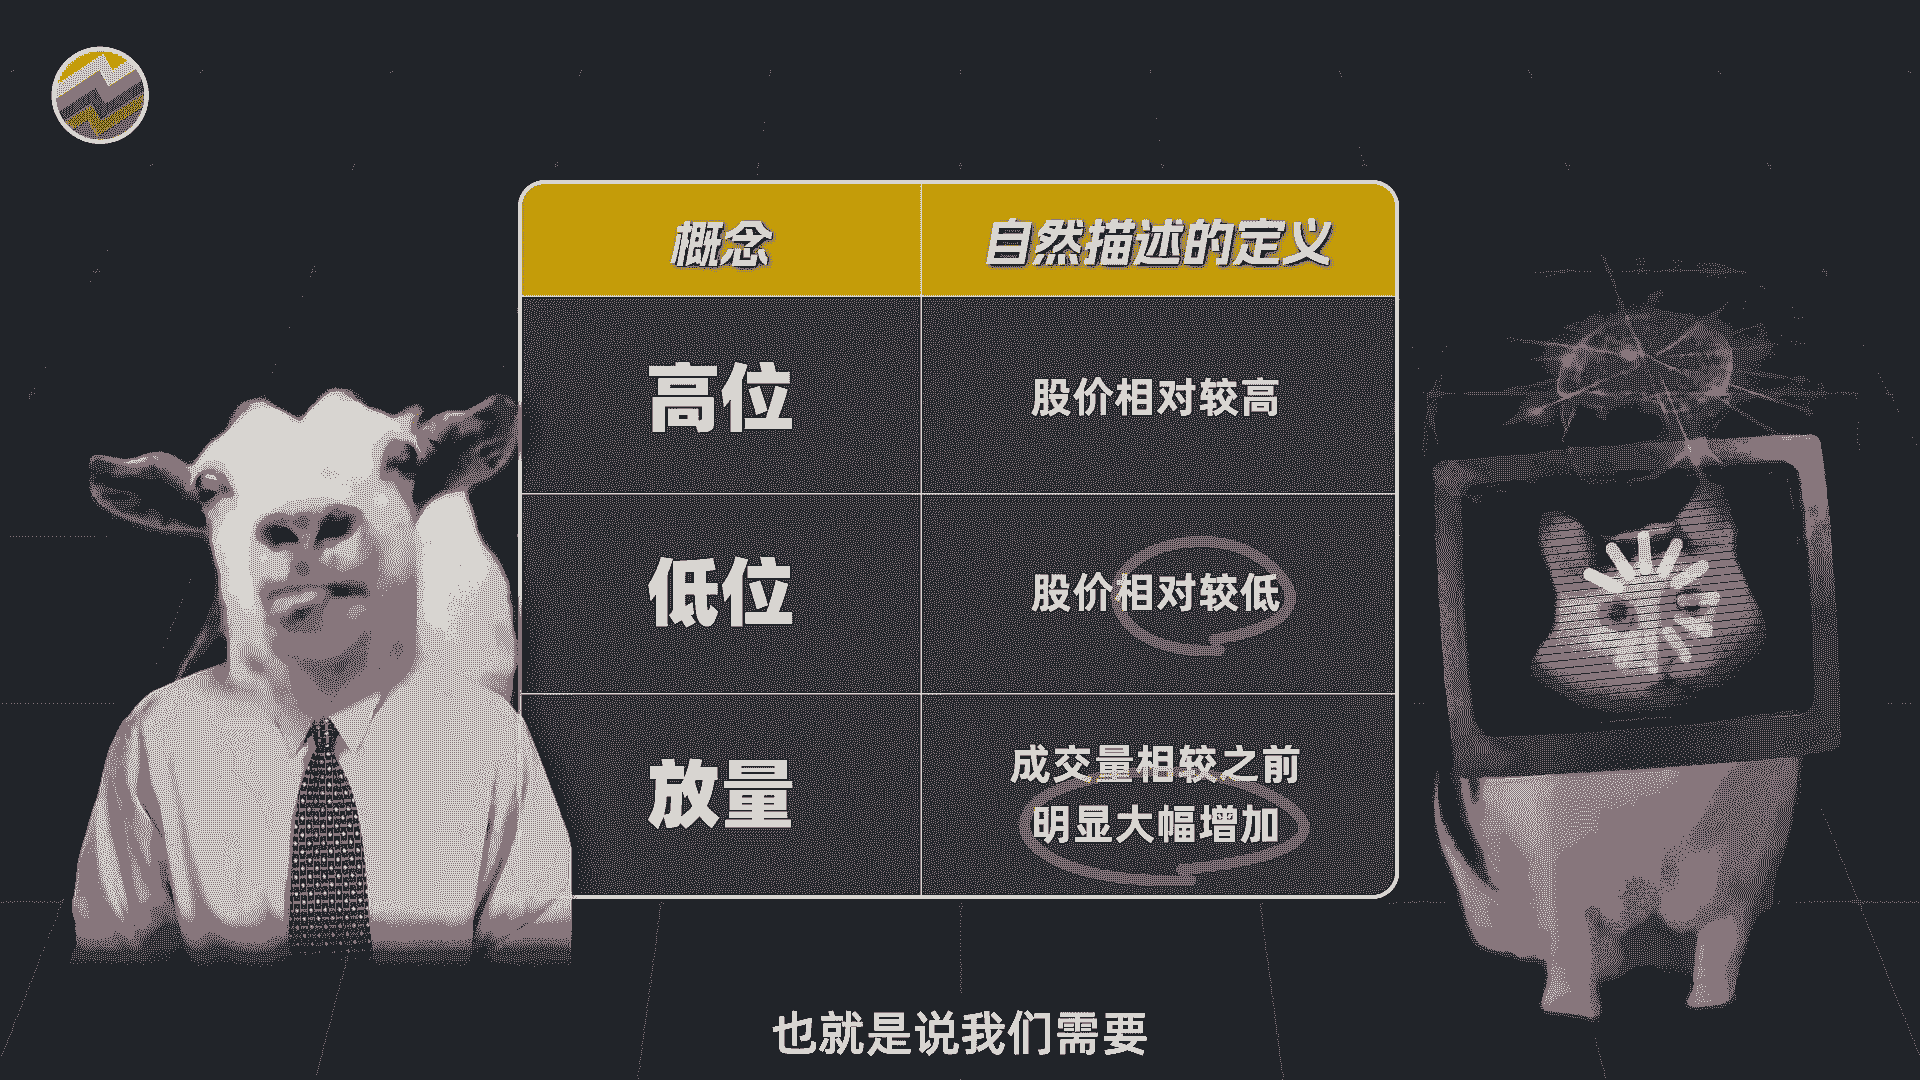 概念
自然描述的定义
高位
股价相对较高
低位
股价相对较低
放量
成交量相较之前
明显大幅增加
也就是说我们需要